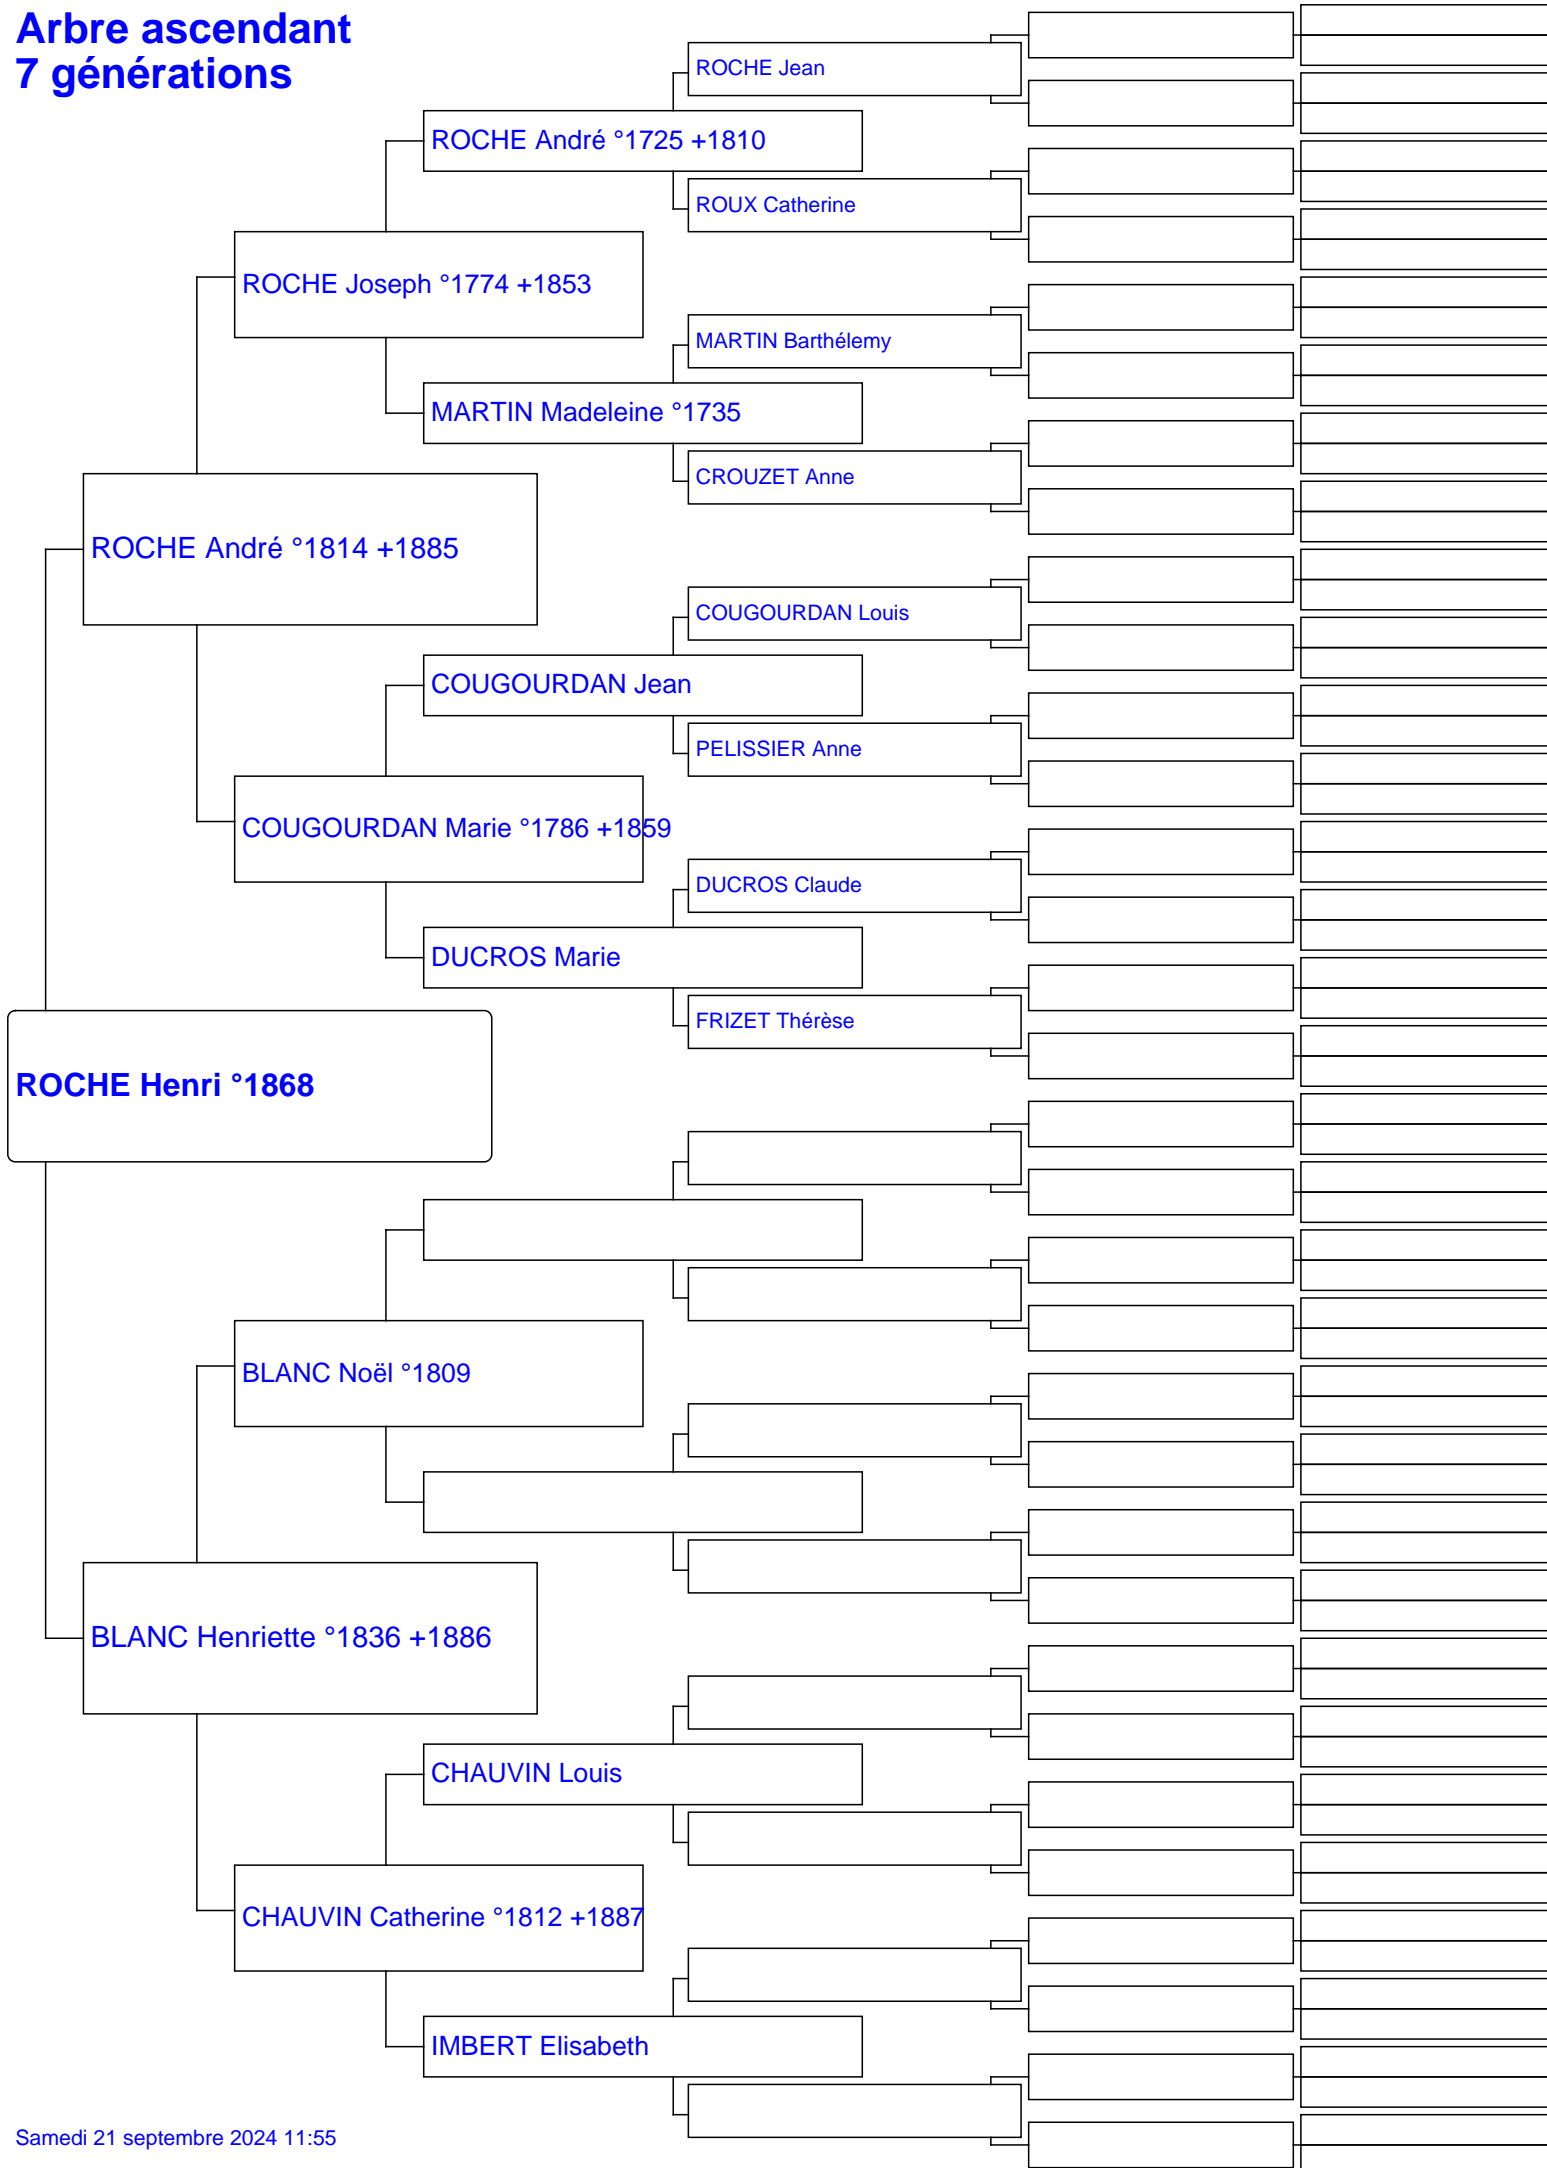 Arbre ascendant
7 générations
ROCHE Jean
ROCHE André °1725 +1810
ROUX Catherine
ROCHE Joseph °1774 +1853
MARTIN Barthélemy
MARTIN Madeleine °1735
CROUZET Anne
ROCHE André °1814 +1885
COUGOURDAN Louis
COUGOURDAN Jean
PELISSIER Anne
COUGOURDAN Marie °1786 +1859
DUCROS Claude
DUCROS Marie
FRIZET Thérèse
ROCHE Henri °1868
BLANC Noël °1809
BLANC Henriette °1836 +1886
CHAUVIN Louis
CHAUVIN Catherine °1812 +1887
IMBERT Elisabeth
Samedi 21 septembre 2024 11:55